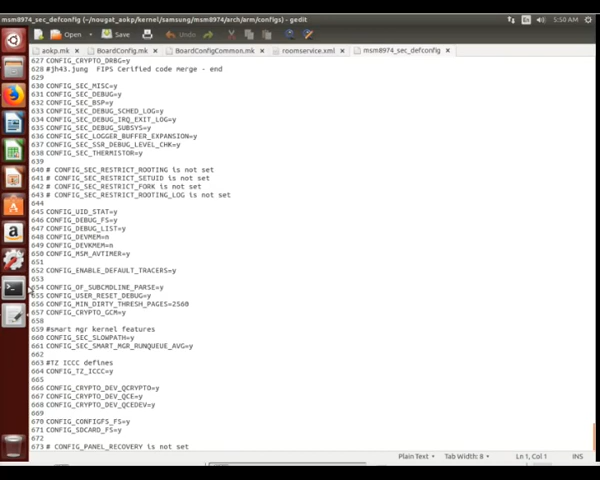 msm8974_sec_defconfig (~/nougat_aokp/kernel/samsung/msm8974/arch/arm/configs) - gedit
5:50 AM
Open
Save
Undo
aokp.mk
BoardConfig.mk
BoardConfigCommon.mk
roomservice.xml
msm8974_sec_defconfig
627 CONFIG_CRYPTO_DRBG=y
628 #jh43.jung  FIPS Cerified code merge - end
629
630 CONFIG_SEC_MISC=y
631 CONFIG_SEC_DEBUG=y
632 CONFIG_SEC_BSP=y
633 CONFIG_SEC_DEBUG_SCHED_LOG=y
634 CONFIG_SEC_DEBUG_IRQ_EXIT_LOG=y
635 CONFIG_SEC_DEBUG_SUBSYS=y
636 CONFIG_SEC_LOGGER_BUFFER_EXPANSION=y
637 CONFIG_SEC_SSR_DEBUG_LEVEL_CHK=y
638 CONFIG_SEC_THERMISTOR=y
639
640 # CONFIG_SEC_RESTRICT_ROOTING is not set
641 # CONFIG_SEC_RESTRICT_SETUID is not set
642 # CONFIG_SEC_RESTRICT_FORK is not set
643 # CONFIG_SEC_RESTRICT_ROOTING_LOG is not set
644
645 CONFIG_UID_STAT=y
646 CONFIG_DEBUG_FS=y
647 CONFIG_DEBUG_LIST=y
648 CONFIG_DEVMEM=n
649 CONFIG_DEVKMEM=n
650 CONFIG_MSM_AVTIMER=y
651
652 CONFIG_ENABLE_DEFAULT_TRACERS=y
653
654 CONFIG_OF_SUBCMDLINE_PARSE=y
655 CONFIG_USER_RESET_DEBUG=y
656 CONFIG_MIN_DIRTY_THRESH_PAGES=2560
657 CONFIG_CRYPTO_GCM=y
658
659 #smart mgr kernel features
660 CONFIG_SEC_SLOWPATH=y
661 CONFIG_SEC_SMART_MGR_RUNQUEUE_AVG=y
662
663 #TZ ICCC defines
664 CONFIG_TZ_ICCC=y
665
666 CONFIG_CRYPTO_DEV_QCRYPTO=y
667 CONFIG_CRYPTO_DEV_QCE=y
668 CONFIG_CRYPTO_DEV_QCEDEV=y
669
670 CONFIG_CONFIGFS_FS=y
671 CONFIG_SDCARD_FS=y
672
673 # CONFIG_PANEL_RECOVERY is not set
Plain Text
Tab Width: 8
Ln 1, Col 1
INS